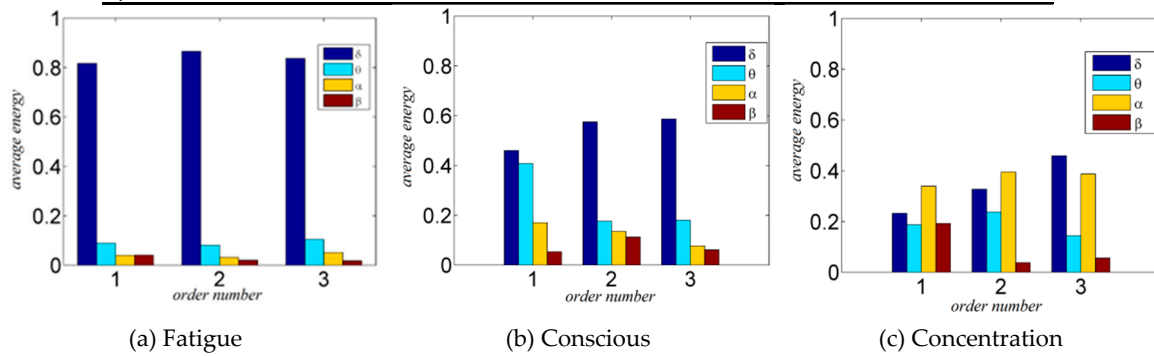 1
0.8
0.6
0.4
0.2
0
average energy
δ
θ
α
β
1 2 3
order number
(a) Fatigue
1
0.8
0.6
0.4
0.2
0
average energy
δ
θ
α
β
1 2 3
order number
(b) Conscious
1
0.8
0.6
0.4
0.2
0
average energy
δ
θ
α
β
1 2 3
order number
(c) Concentration